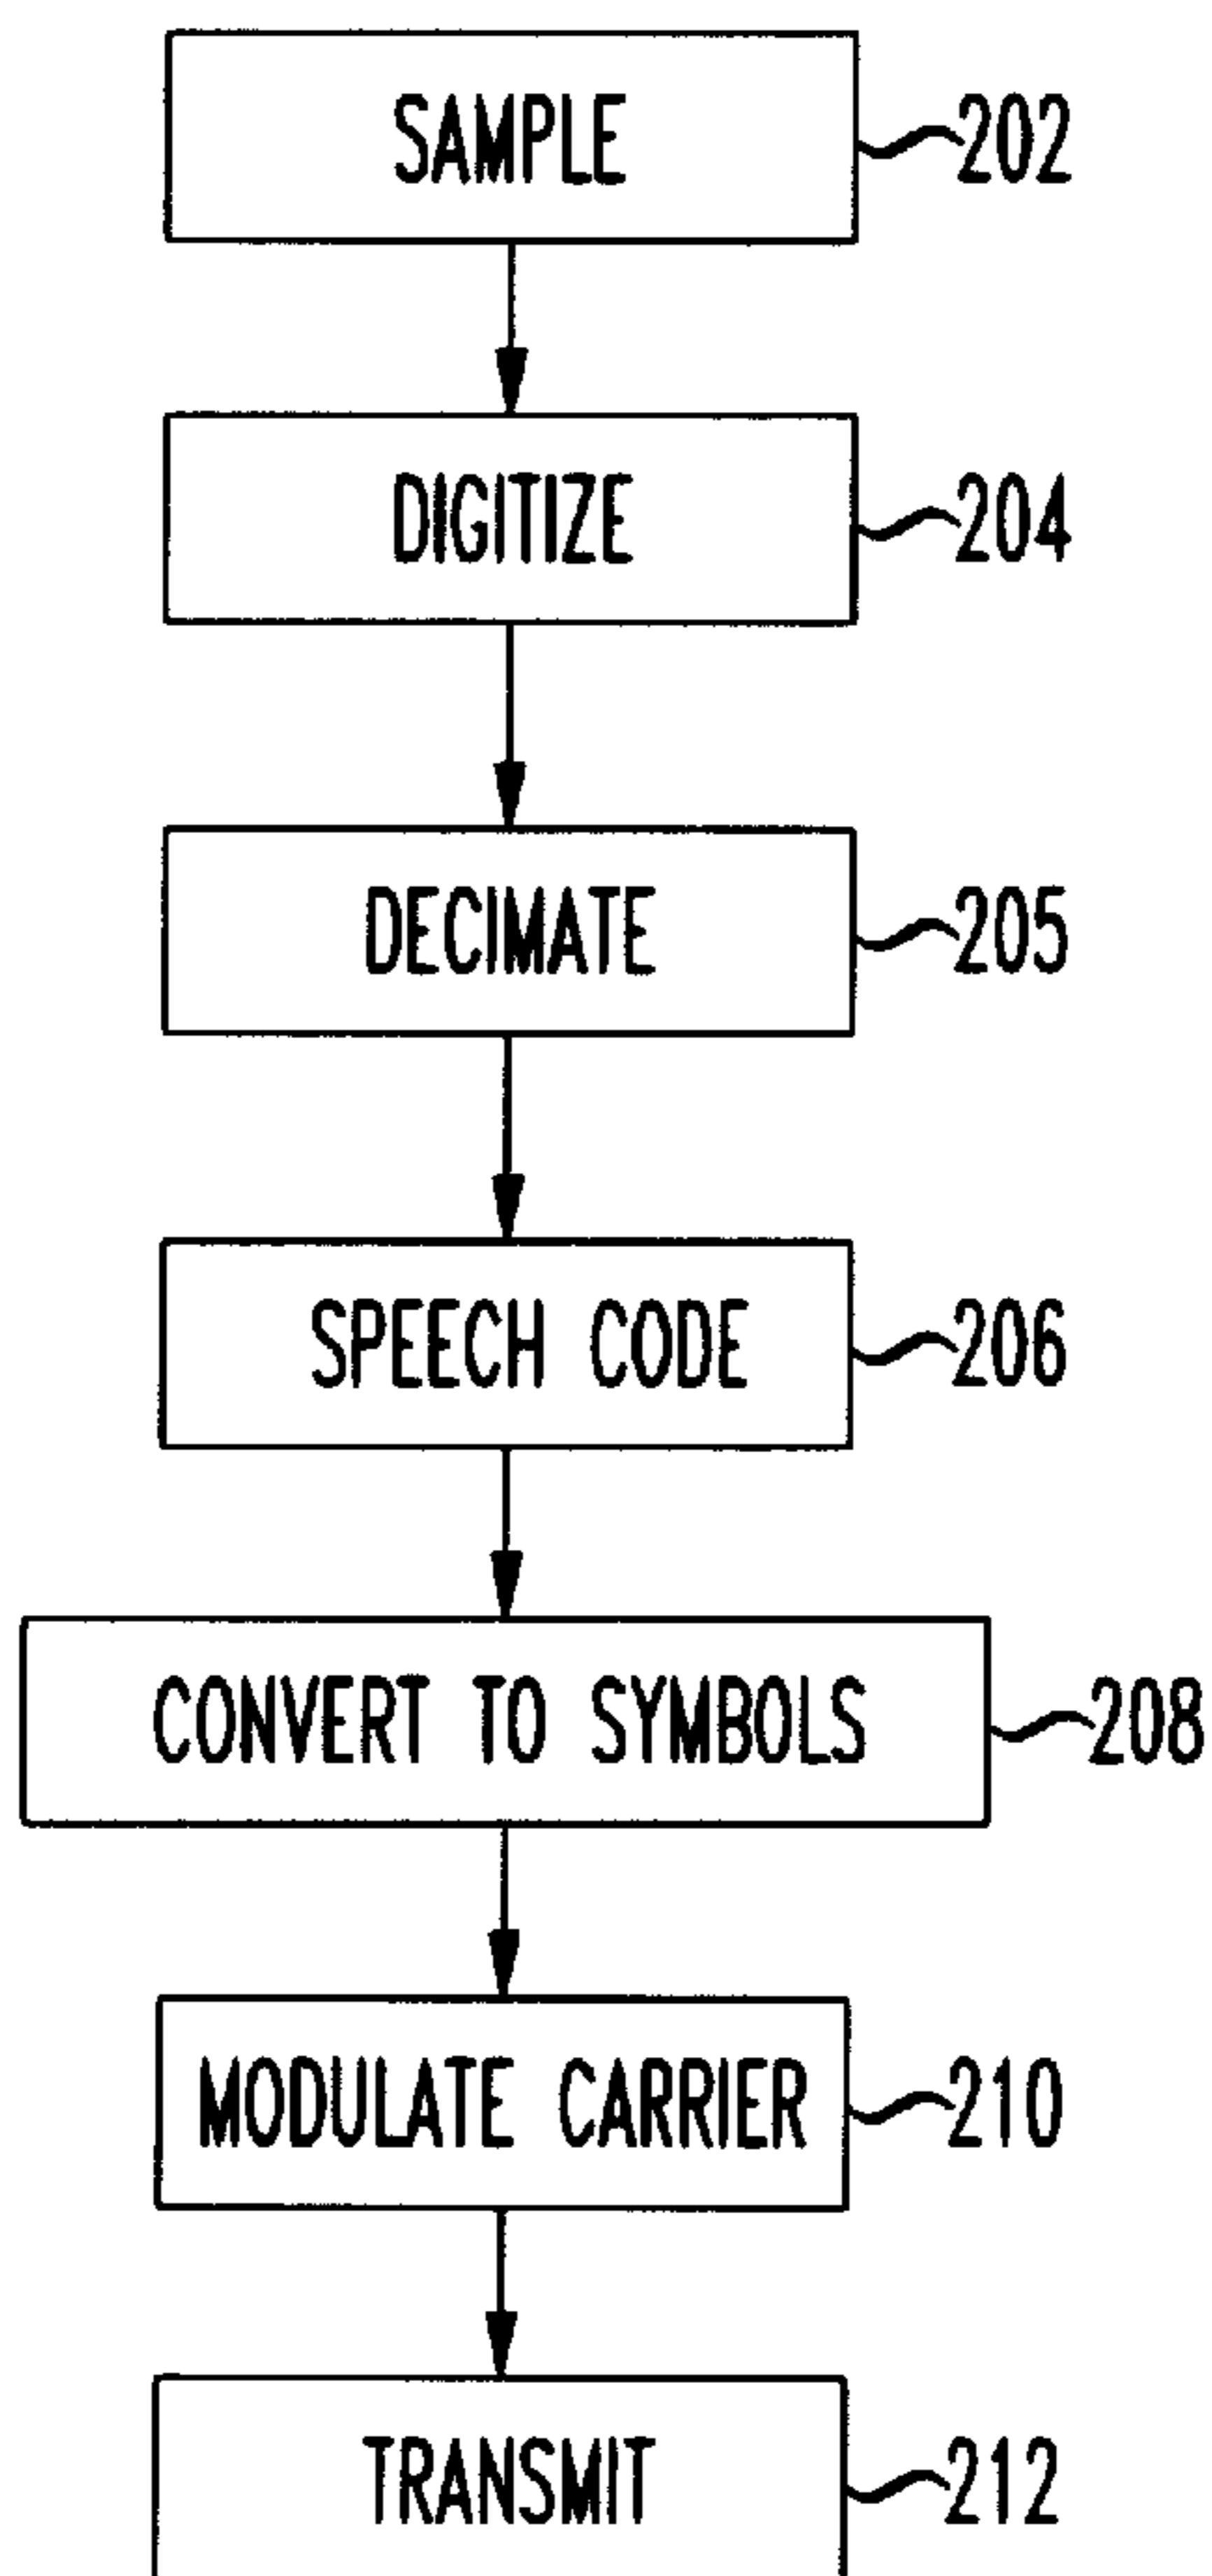 SAMPLE 202
DIGITIZE 204
DECIMATE 205
SPEECH CODE 206
CONVERT TO SYMBOLS 208
MODULATE CARRIER 210
TRANSMIT 212